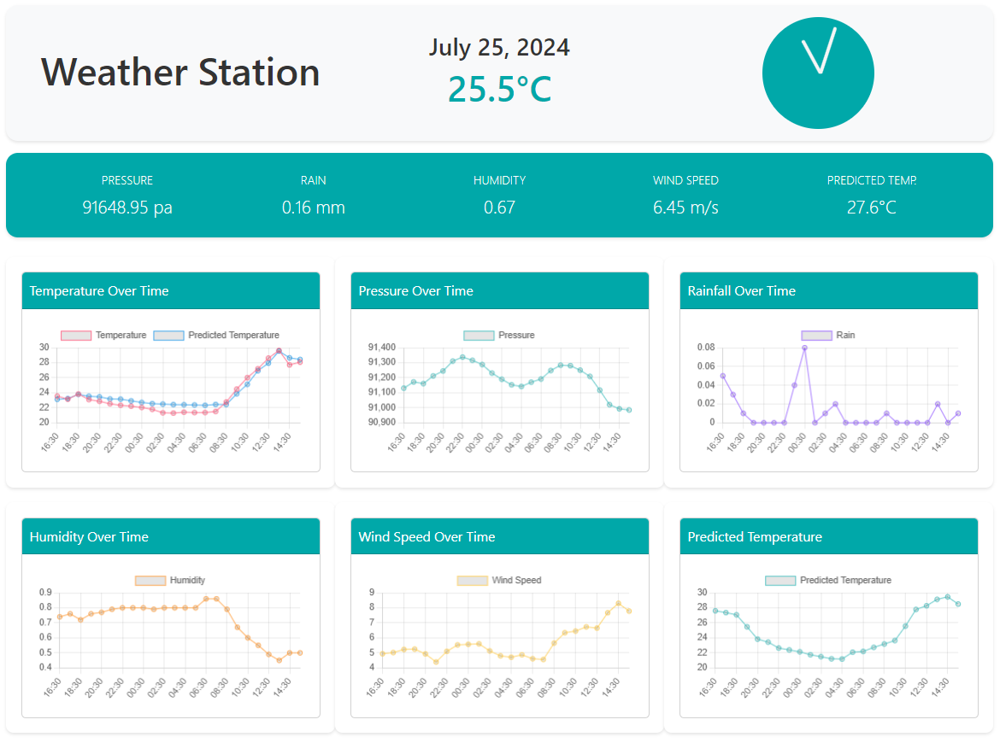 Weather Station
July 25, 2024
25.5°C
PRESSURE RAIN HUMIDITY WIND SPEED PREDICTED TEMP.
91648.95 pa 0.16 mm 0.67 6.45 m/s 27.6°C
Temperature Over Time
Temperature Predicted Temperature
30
28
26
24
22
20
16:30 18:30 20:30 22:30 00:30 02:30 04:30 06:30 08:30 10:30 12:30 14:30
Pressure Over Time
Pressure
91,400
91,300
91,200
91,100
91,000
90,900
16:30 18:30 20:30 22:30 00:30 02:30 04:30 06:30 08:30 10:30 12:30 14:30
Rainfall Over Time
Rain
0.08
0.06
0.04
0.02
0
16:30 18:30 20:30 22:30 00:30 02:30 04:30 06:30 08:30 10:30 12:30 14:30
Humidity Over Time
Humidity
0.9
0.8
0.7
0.6
0.5
0.4
16:30 18:30 20:30 22:30 00:30 02:30 04:30 06:30 08:30 10:30 12:30 14:30
Wind Speed Over Time
Wind Speed
9
8
7
6
5
4
16:30 18:30 20:30 22:30 00:30 02:30 04:30 06:30 08:30 10:30 12:30 14:30
Predicted Temperature
Predicted Temperature
30
28
26
24
22
20
16:30 18:30 20:30 22:30 00:30 02:30 04:30 06:30 08:30 10:30 12:30 14:30